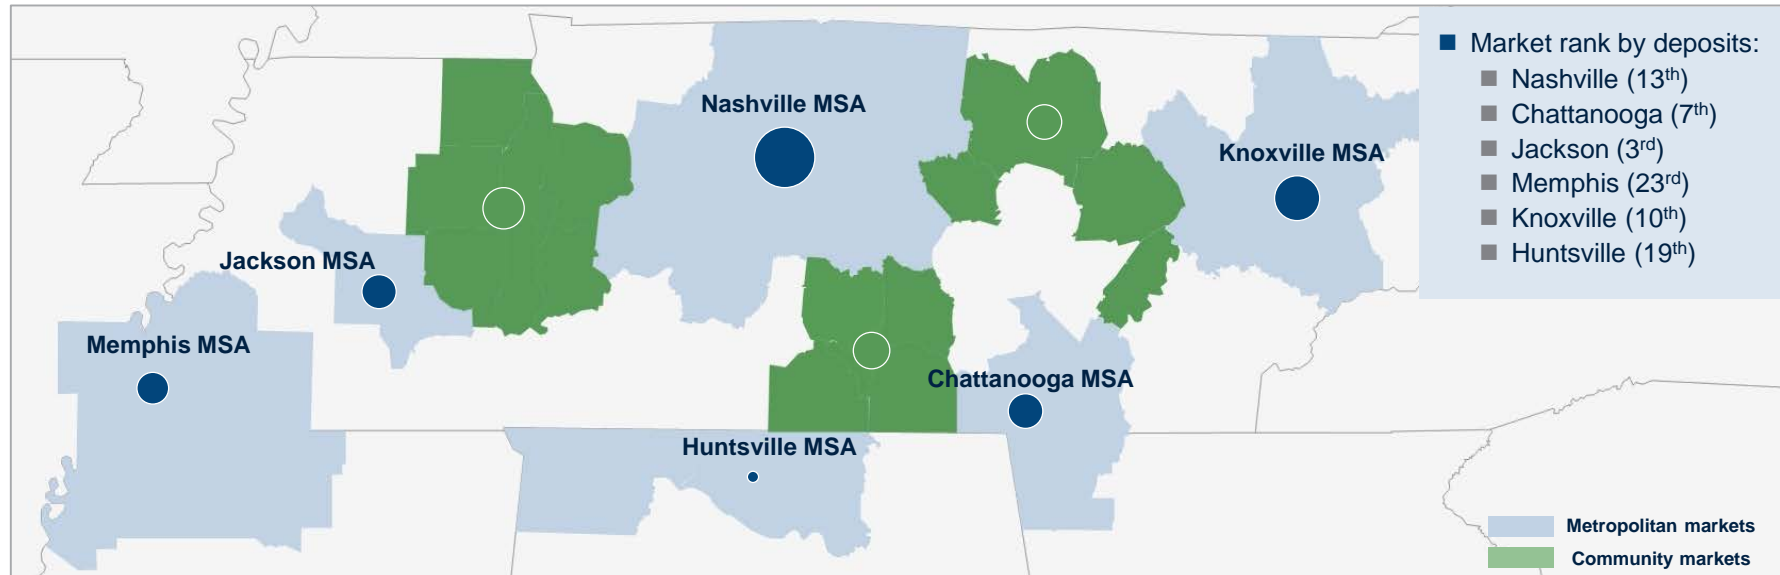 Market rank by deposits:
Nashville (13th)
Chattanooga (7th)
Jackson (3rd)
Memphis (23rd)
Knoxville (10th)
Huntsville (19th)
Nashville MSA
Knoxville MSA
Jackson MSA
Memphis MSA
Chattanooga MSA
Huntsville MSA
Metropolitan markets
Community markets